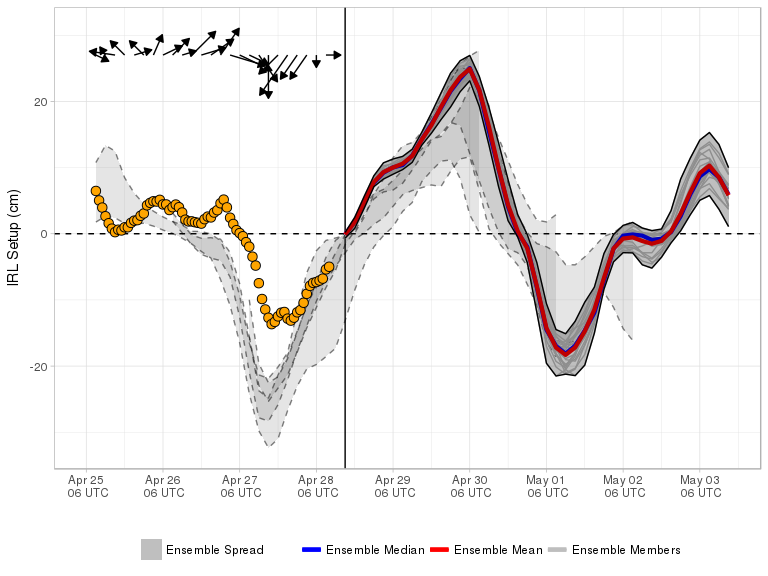 IRL Setup (cm)
20
0
-20
Apr 25 Apr 26 Apr 27 Apr 28 Apr 29 Apr 30 May 01 May 02 May 03
06 UTC 06 UTC 06 UTC 06 UTC 06 UTC 06 UTC 06 UTC 06 UTC 06 UTC
Ensemble Spread Ensemble Median Ensemble Mean Ensemble Members